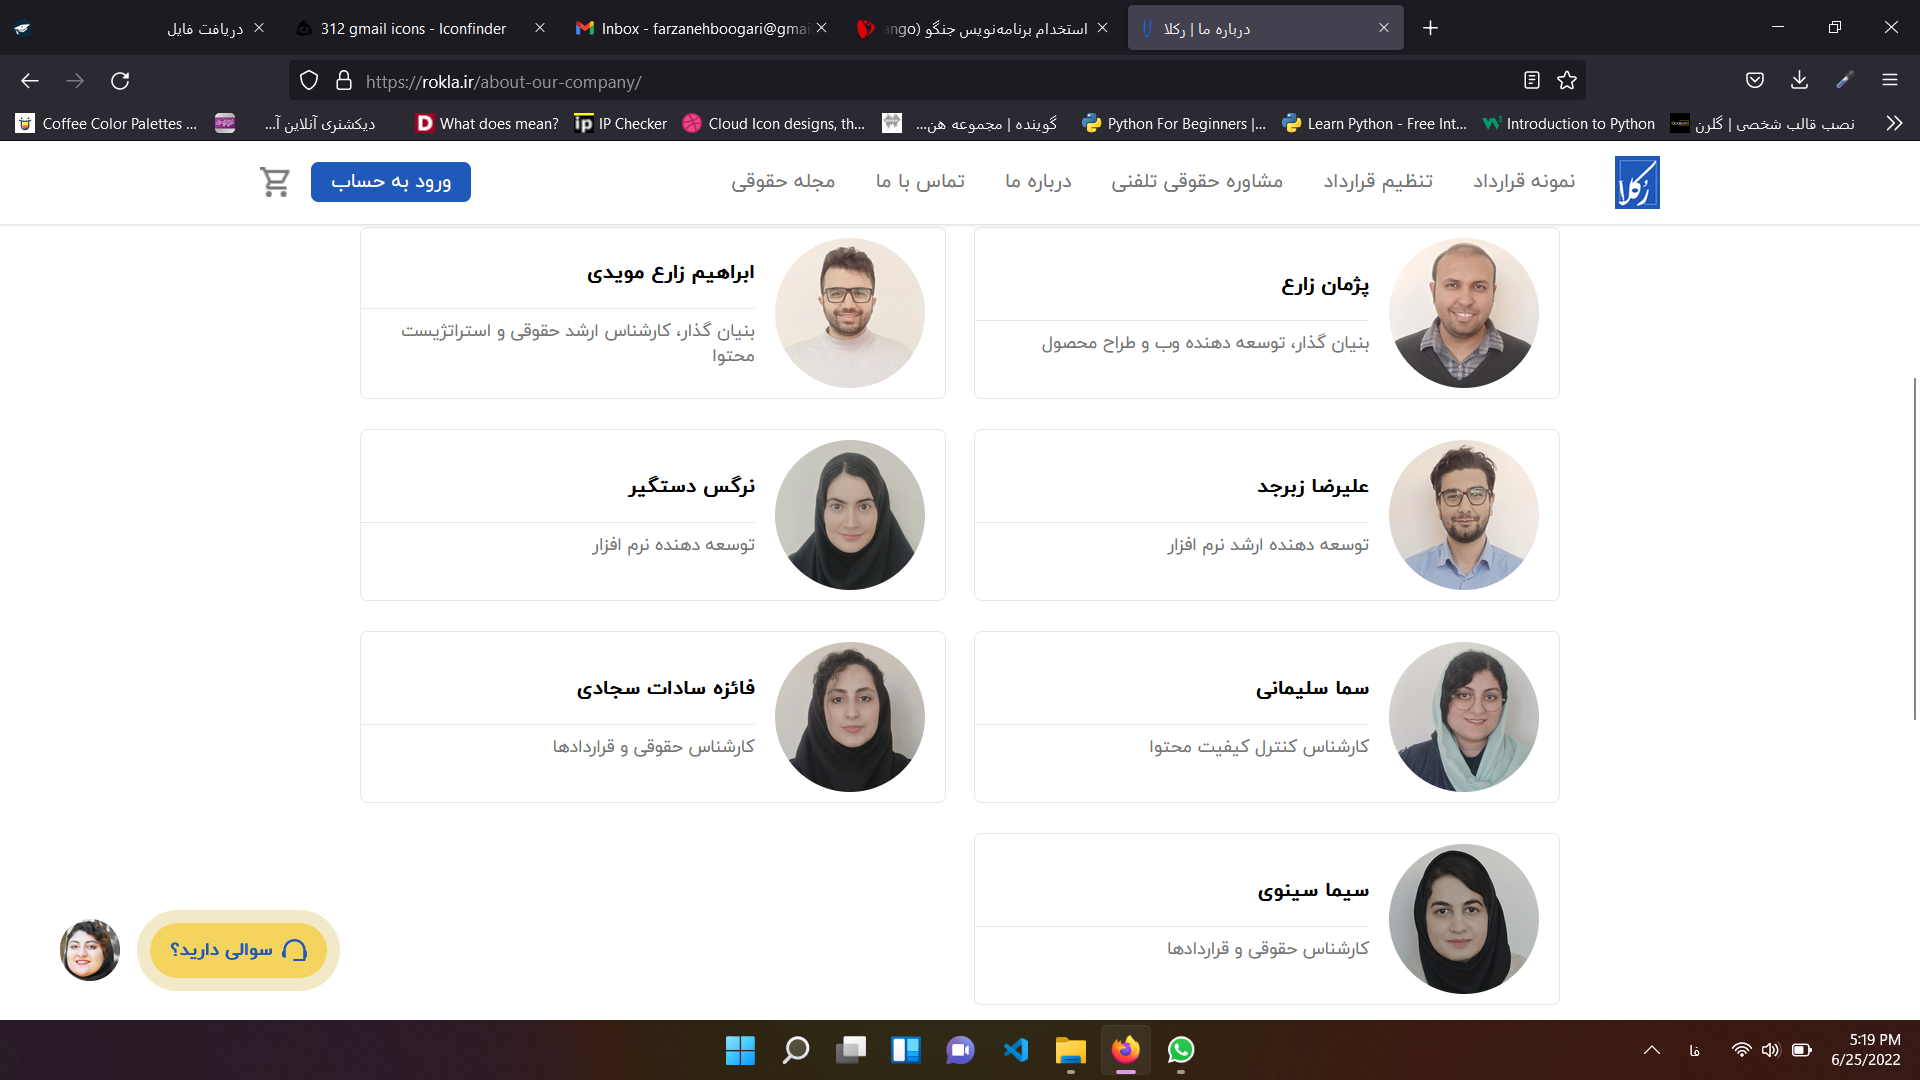 دریافت فایل
312 gmail icons - Iconfinder
Inbox - farzanehboogari@gmai
استخدام برنامه‌نویس جنگو (ango
درباره ما | رکلا
https://rokla.ir/about-our-company/
Coffee Color Palettes ...
دیکشنری آنلاین آ...
What does mean?
IP Checker
Cloud Icon designs, th...
گوینده | مجموعه هن...
Python For Beginners |...
Learn Python - Free Int...
Introduction to Python
نصب قالب شخصی | گلرن
رکلا
نمونه قرارداد
تنظیم قرارداد
مشاوره حقوقی تلفنی
درباره ما
تماس با ما
مجله حقوقی
ورود به حساب
پژمان زارع
بنیان گذار، توسعه دهنده وب و طراح محصول
ابراهیم زارع مویدی
بنیان گذار، کارشناس ارشد حقوقی و استراتژیست
محتوا
علیرضا زبرجد
توسعه دهنده ارشد نرم افزار
نرگس دستگیر
توسعه دهنده نرم افزار
سما سلیمانی
کارشناس کنترل کیفیت محتوا
فائزه سادات سجادی
کارشناس حقوقی و قراردادها
سیما سینوی
کارشناس حقوقی و قراردادها
سوالی دارید؟
فا
5:19 PM
6/25/2022